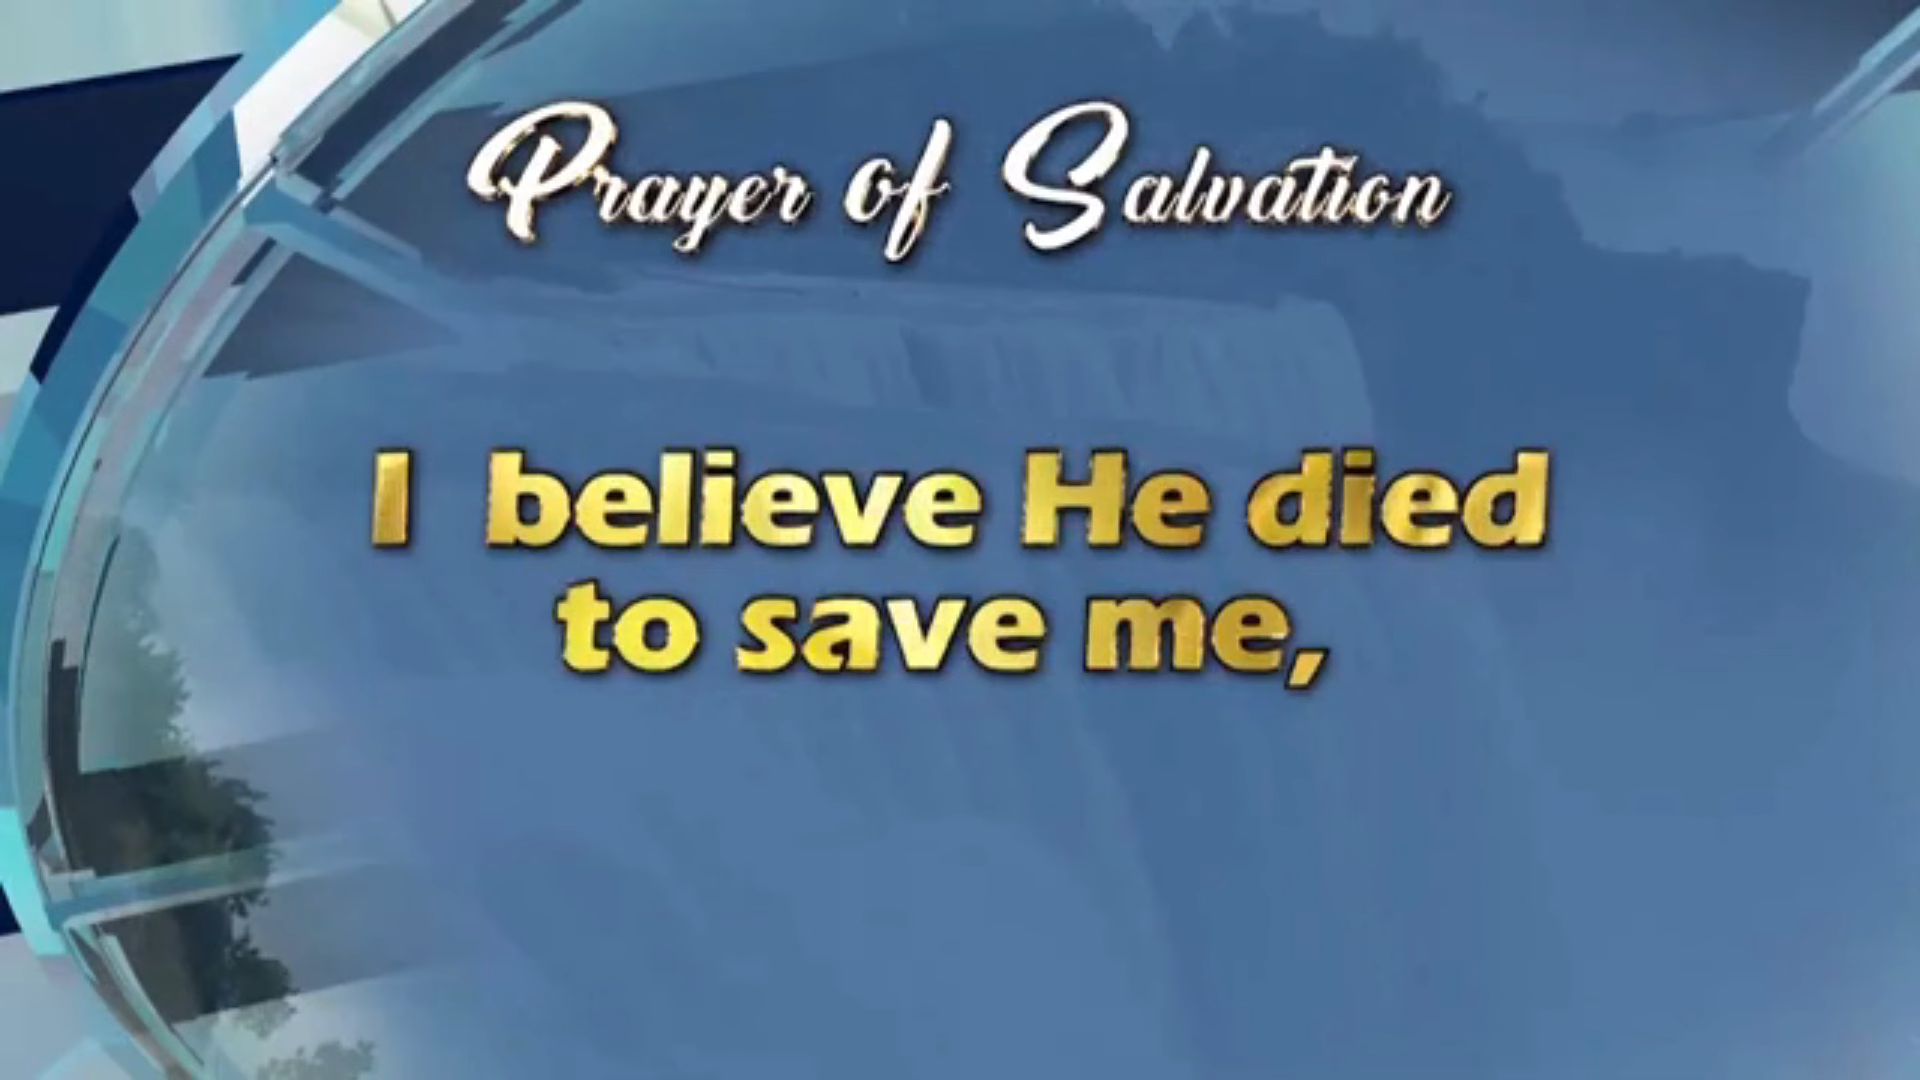 Prayer of Salvation
I believe He died
to save me,